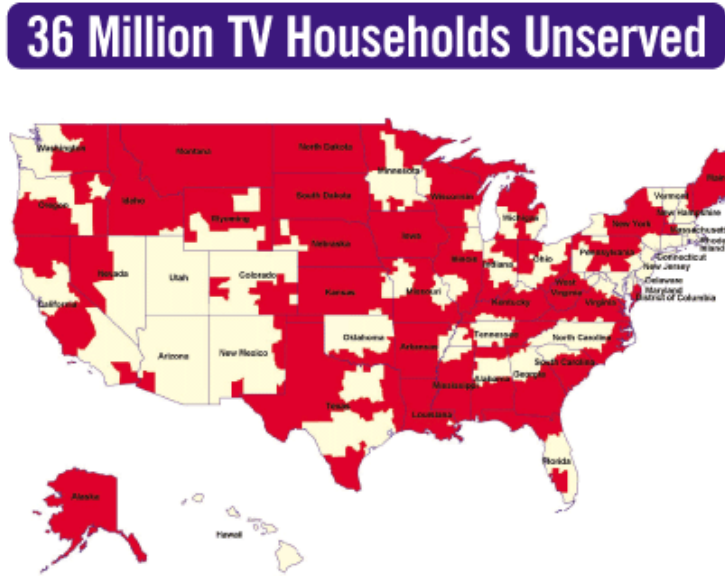 36 Million TV Households Unserved
Washington
Montana
North Dakota
Minnesota
Oregon
Idaho
South Dakota
Wisconsin
Michigan
Vermont
New Hampshire
Wyoming
New York
Massachusett
Rhode
Island
Iowa
Nebraska
Illinois
Indiana
Ohio
Pennsylvania
Connecticut
New Jersey
Nevada
Utah
Colorado
Kansas
Missouri
West
Virginia
Virginia
Delaware
Maryland
District of Columbia
California
Kentucky
Arizona
New Mexico
Oklahoma
Arkansas
Tennessee
North Carolina
South Carolina
Texas
Mississippi
Alabama
Georgia
Louisiana
Florida
Alaska
Hawaii